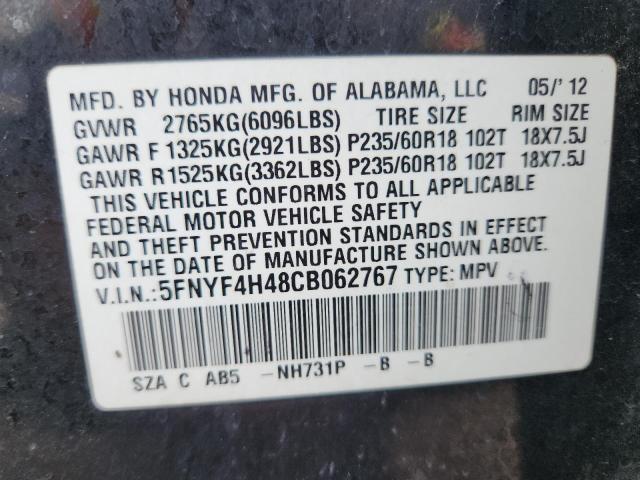 MFD. BY HONDA MFG. OF ALABAMA, LLC 05/'12
GVWR 2765KG(6096LBS) TIRE SIZE RIM SIZE
GAWR F 1325KG(2921LBS) P235/60R18 102T 18X7.5J
GAWR R 1525KG(3362LBS) P235/60R18 102T 18X7.5J
THIS VEHICLE CONFORMS TO ALL APPLICABLE
FEDERAL MOTOR VEHICLE SAFETY
AND THEFT PREVENTION STANDARDS IN EFFECT
ON THE DATE OF MANUFACTURE SHOWN ABOVE.
V.I.N.:5FNYF4H48CB062767 TYPE: MPV
SZA C AB5 -NH731P -B -B